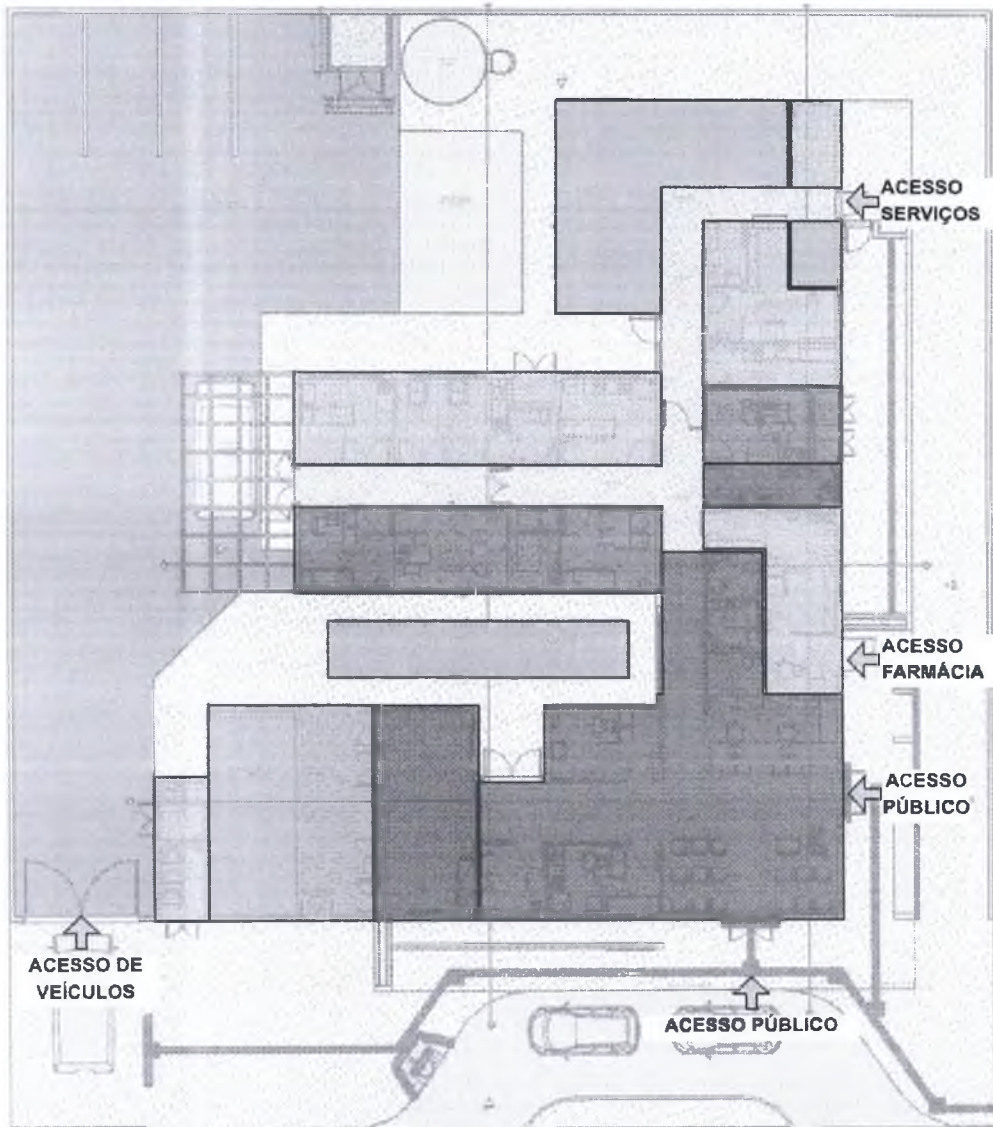 ACESSO
SERVIÇOS
ACESSO
FARMÁCIA
ACESSO
PÚBLICO
ACESSO DE
VEÍCULOS
ACESSO PÚBLICO